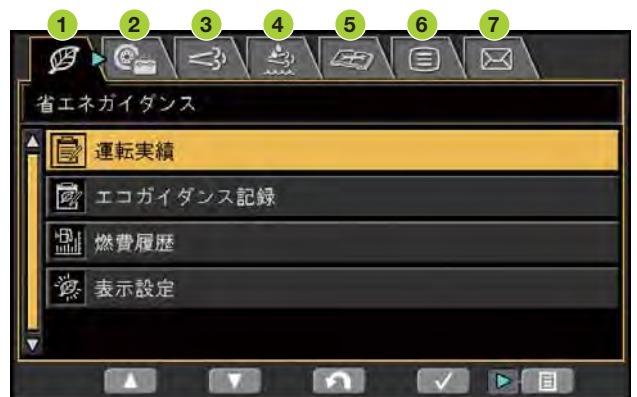 1 2 3 4 5 6 7
省エネガイダンス
運転実績
エコガイダンス記録
燃費履歴
表示設定